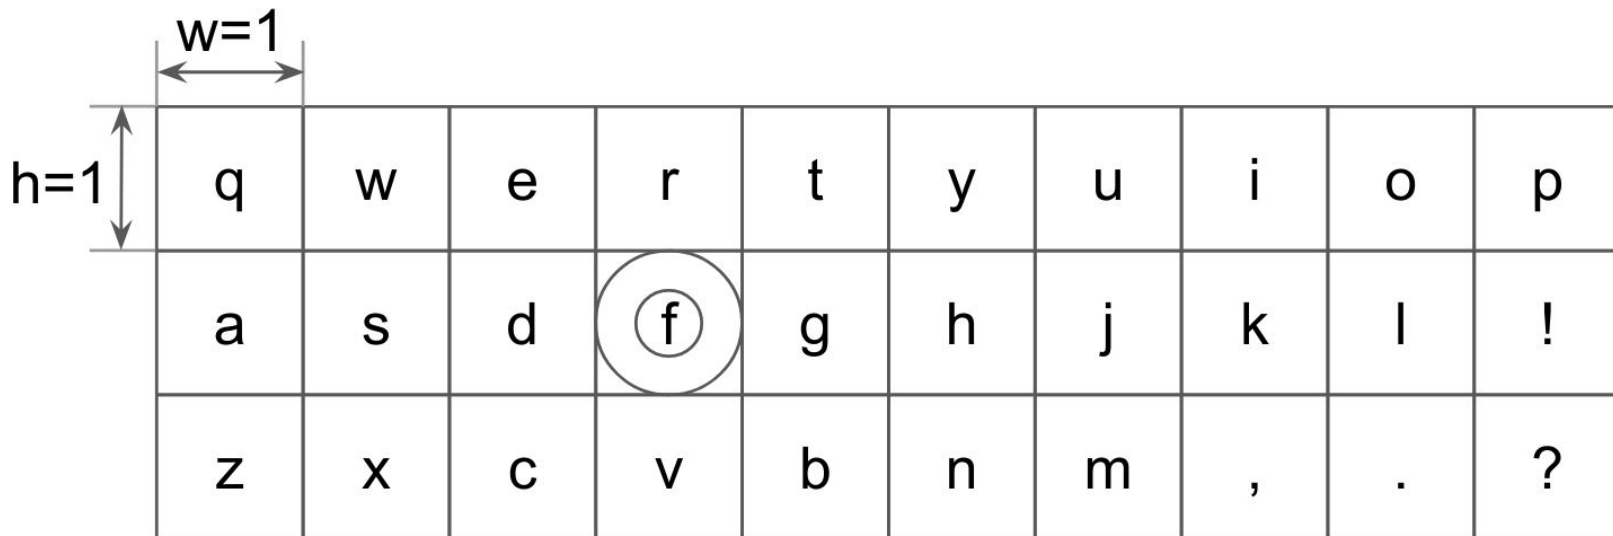 w=1
h=1 q w e r t y u i o p
a s d f g h j k l !
z x c v b n m , . ?